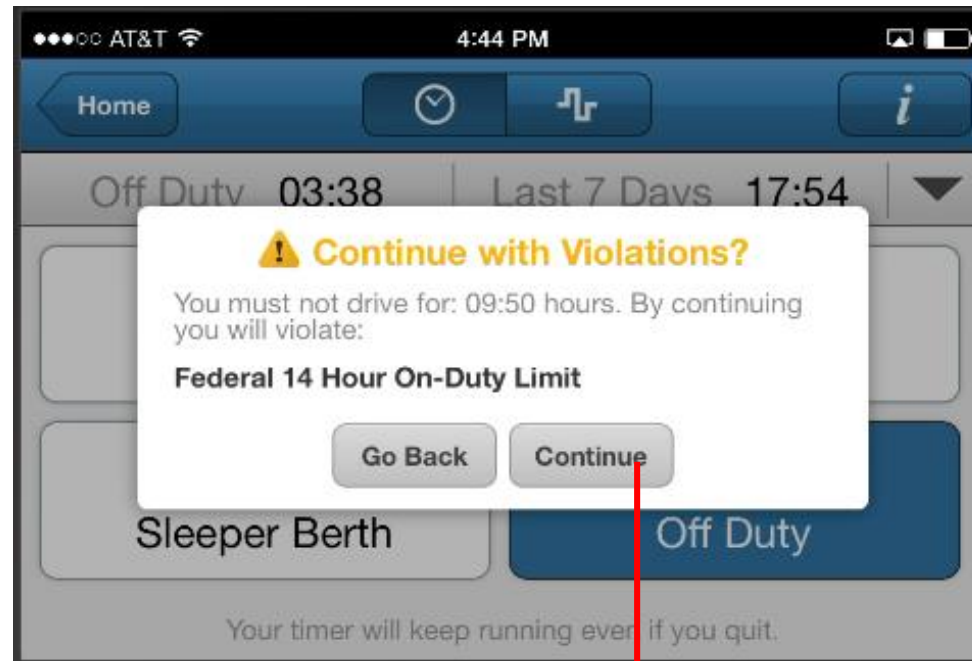 AT&T 4:44 PM
Home i
Off Duty 03:38 Last 7 Days 17:54
Continue with Violations?
You must not drive for: 09:50 hours. By continuing
you will violate:
Federal 14 Hour On-Duty Limit
Go Back Continue
Sleeper Berth Off Duty
Your timer will keep running even if you quit.